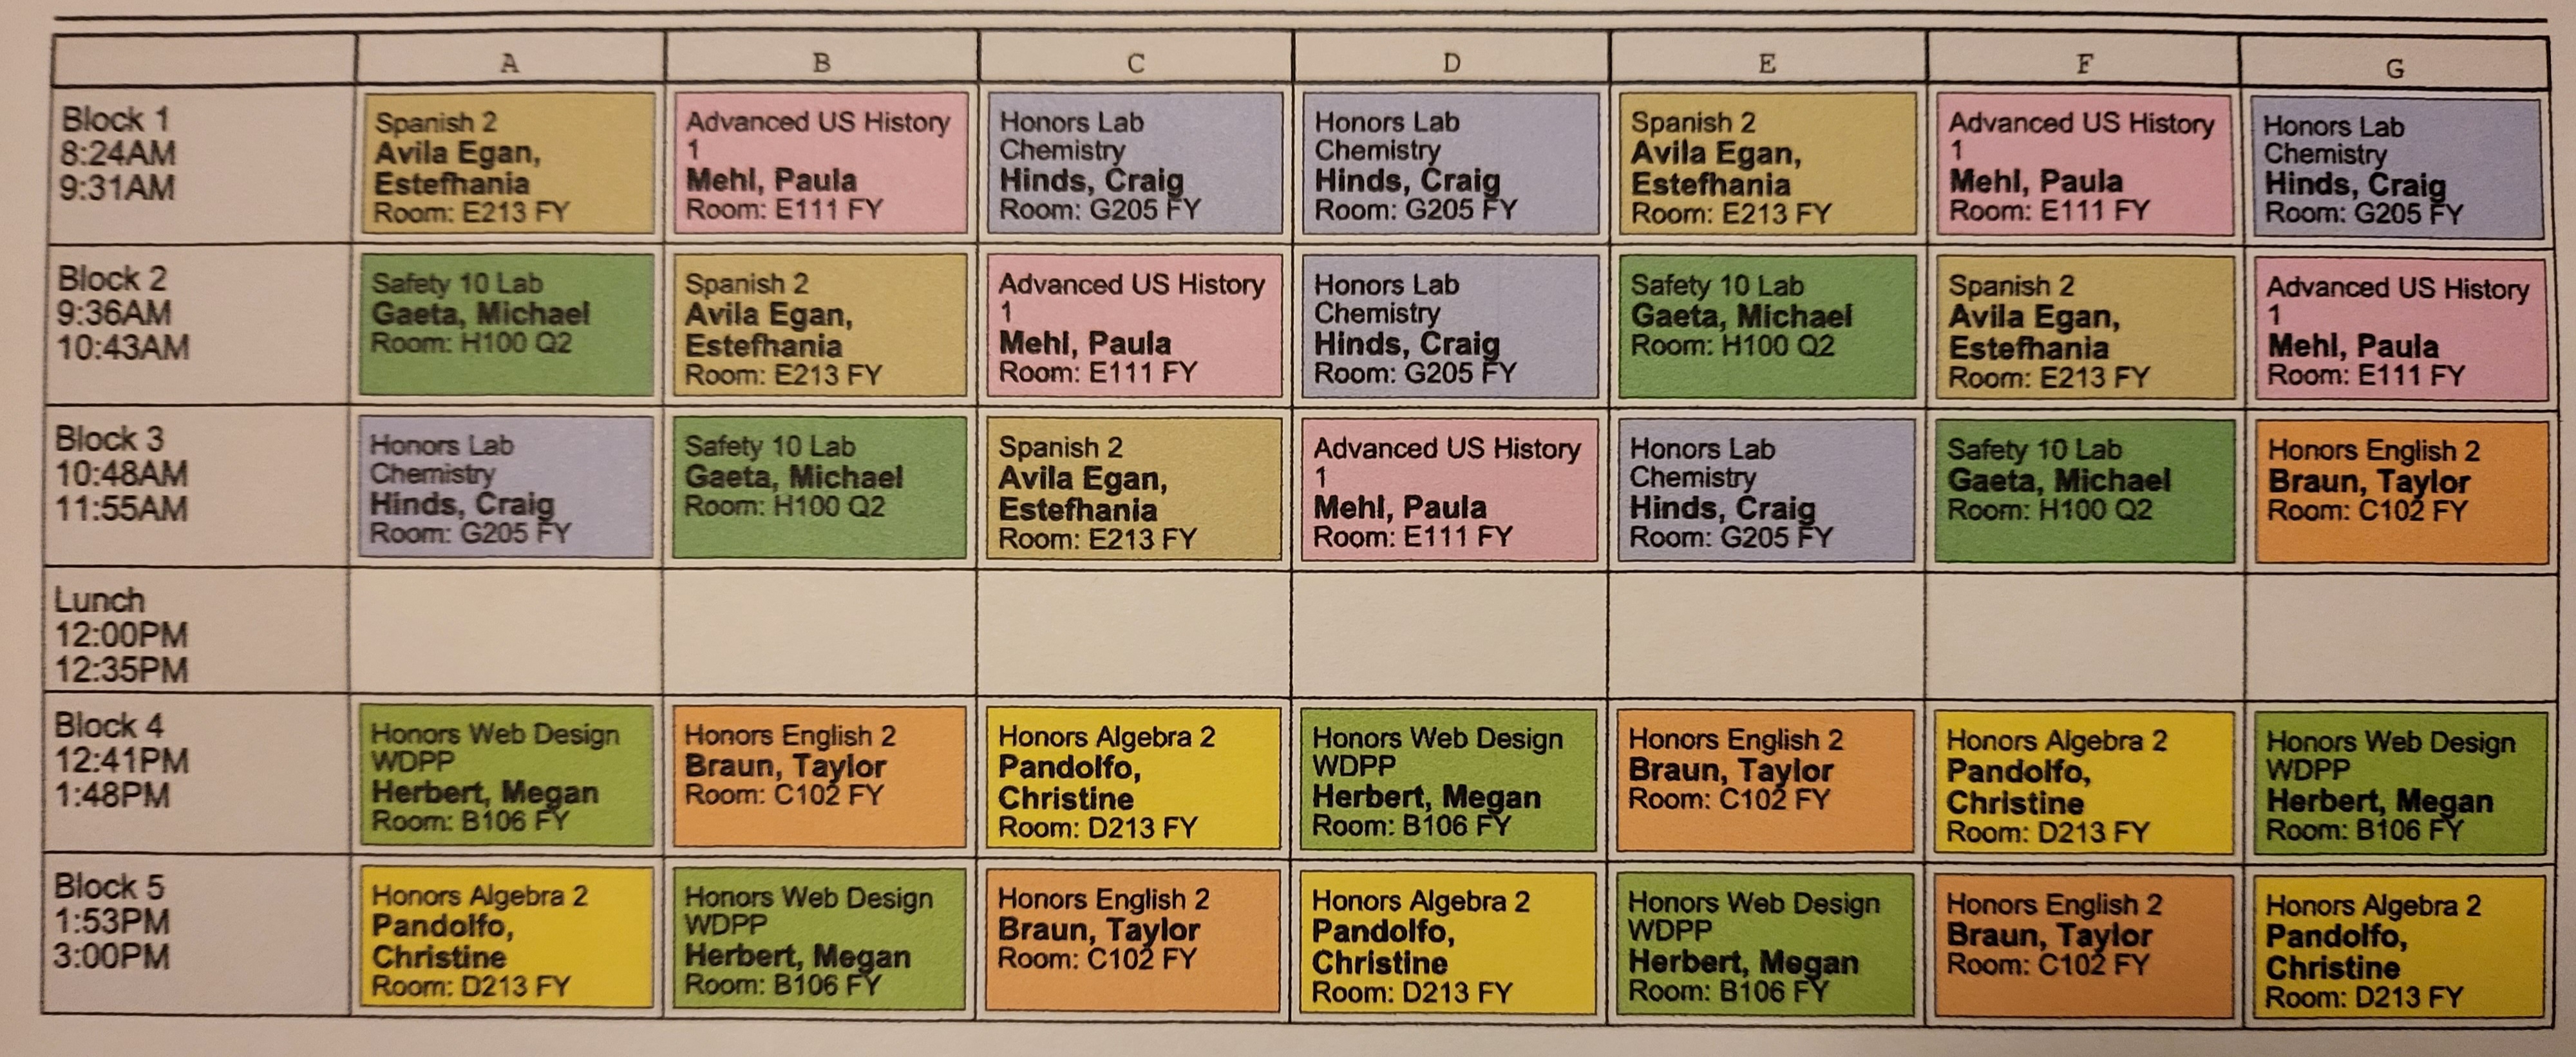 A B C D E F G
Block 1
8:24AM
9:31AM
Spanish 2
Avila Egan,
Estefhania
Room: E213 FY
Advanced US History
1
Mehl, Paula
Room: E111 FY
Honors Lab
Chemistry
Hinds, Craig
Room: G205 FY
Honors Lab
Chemistry
Hinds, Craig
Room: G205 FY
Spanish 2
Avila Egan,
Estefhania
Room: E213 FY
Advanced US History
1
Mehl, Paula
Room: E111 FY
Honors Lab
Chemistry
Hinds, Craig
Room: G205 FY
Block 2
9:36AM
10:43AM
Safety 10 Lab
Gaeta, Michael
Room: H100 Q2
Spanish 2
Avila Egan,
Estefhania
Room: E213 FY
Advanced US History
1
Mehl, Paula
Room: E111 FY
Honors Lab
Chemistry
Hinds, Craig
Room: G205 FY
Safety 10 Lab
Gaeta, Michael
Room: H100 Q2
Spanish 2
Avila Egan,
Estefhania
Room: E213 FY
Advanced US History
1
Mehl, Paula
Room: E111 FY
Block 3
10:48AM
11:55AM
Honors Lab
Chemistry
Hinds, Craig
Room: G205 FY
Safety 10 Lab
Gaeta, Michael
Room: H100 Q2
Spanish 2
Avila Egan,
Estefhania
Room: E213 FY
Advanced US History
1
Mehl, Paula
Room: E111 FY
Honors Lab
Chemistry
Hinds, Craig
Room: G205 FY
Safety 10 Lab
Gaeta, Michael
Room: H100 Q2
Honors English 2
Braun, Taylor
Room: C102 FY
Lunch
12:00PM
12:35PM
Block 4
12:41PM
1:48PM
Honors Web Design
WDPP
Herbert, Megan
Room: B106 FY
Honors English 2
Braun, Taylor
Room: C102 FY
Honors Algebra 2
Pandolfo,
Christine
Room: D213 FY
Honors Web Design
WDPP
Herbert, Megan
Room: B106 FY
Honors English 2
Braun, Taylor
Room: C102 FY
Honors Algebra 2
Pandolfo,
Christine
Room: D213 FY
Honors Web Design
WDPP
Herbert, Megan
Room: B106 FY
Block 5
1:53PM
3:00PM
Honors Algebra 2
Pandolfo,
Christine
Room: D213 FY
Honors Web Design
WDPP
Herbert, Megan
Room: B106 FY
Honors English 2
Braun, Taylor
Room: C102 FY
Honors Algebra 2
Pandolfo,
Christine
Room: D213 FY
Honors Web Design
WDPP
Herbert, Megan
Room: B106 FY
Honors English 2
Braun, Taylor
Room: C102 FY
Honors Algebra 2
Pandolfo,
Christine
Room: D213 FY